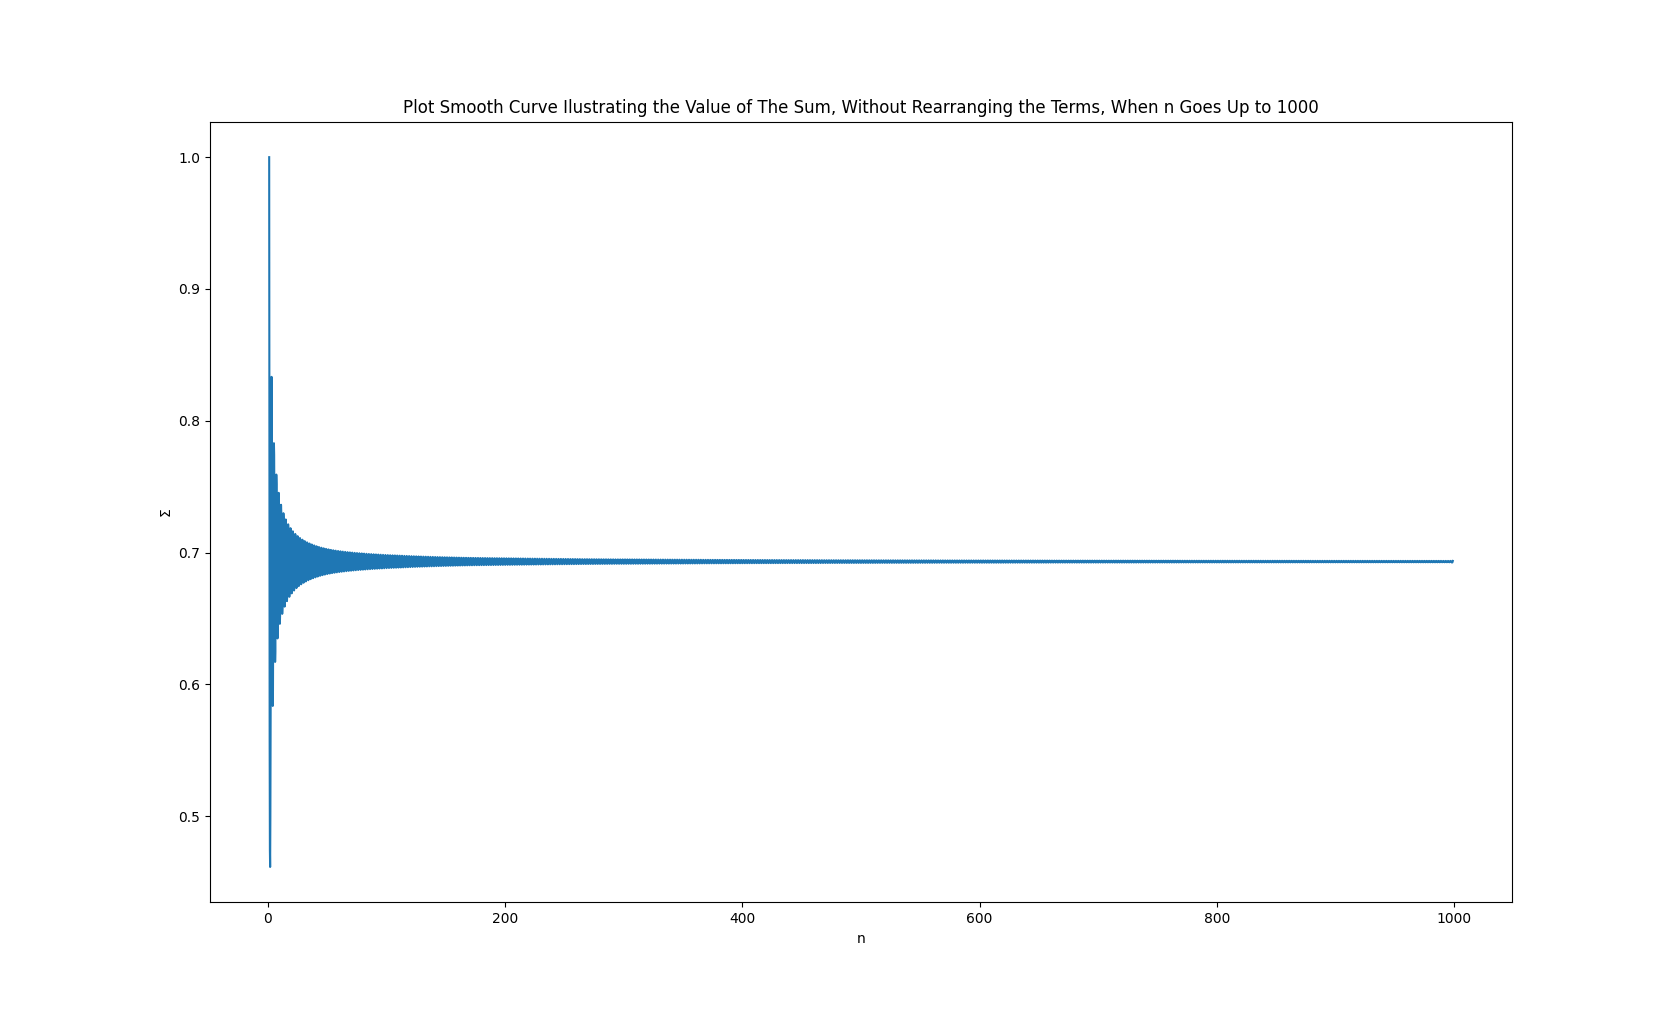 Plot Smooth Curve Ilustrating the Value of The Sum, Without Rearranging the Terms, When n Goes Up to 1000
1.0
0.9
0.8
0.7
0.6
0.5
Σ
0 200 400 600 800 1000
n